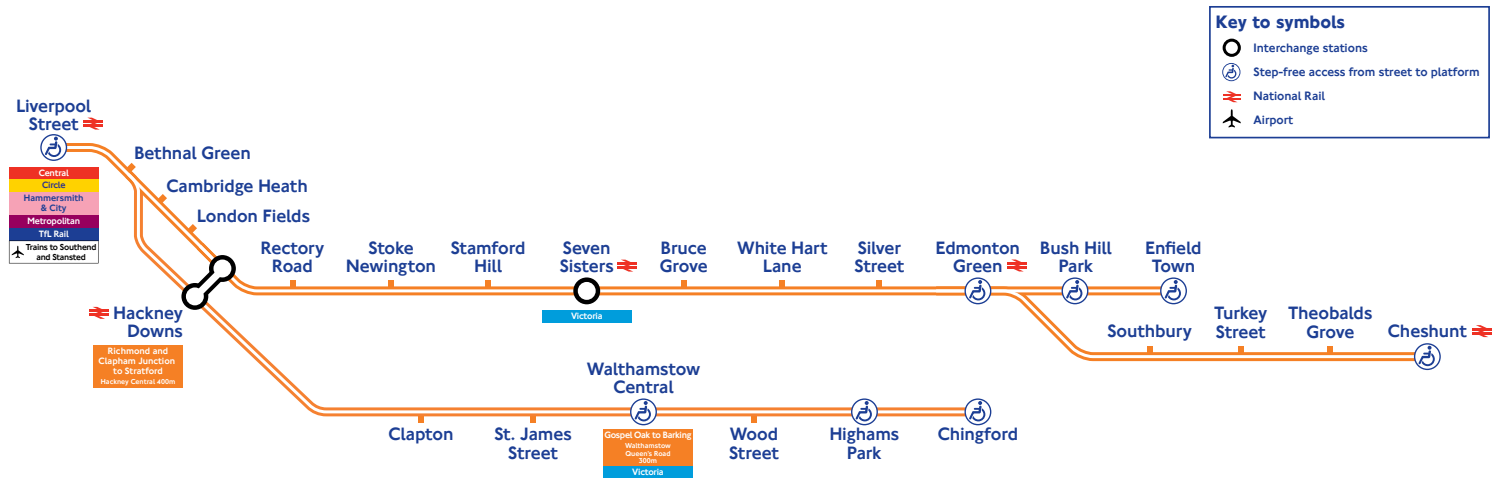 Key to symbols
Interchange stations
Step-free access from street to platform
National Rail
Airport
Liverpool
Street
Central
Circle
Hammersmith
& City
Metropolitan
TfL Rail
Trains to Southend
and Stansted
Bethnal Green
Cambridge Heath
London Fields
Hackney
Downs
Richmond and
Clapham Junction
to Stratford
Hackney Central 400m
Rectory
Road
Stoke
Newington
Stamford
Hill
Seven
Sisters
Victoria
Bruce
Grove
White Hart
Lane
Silver
Street
Edmonton
Green
Bush Hill
Park
Enfield
Town
Southbury
Turkey
Street
Theobalds
Grove
Cheshunt
Clapton
St. James
Street
Walthamstow
Central
Gospel Oak to Barking
Walthamstow
Queen's Road
300m
Victoria
Wood
Street
Highams
Park
Chingford